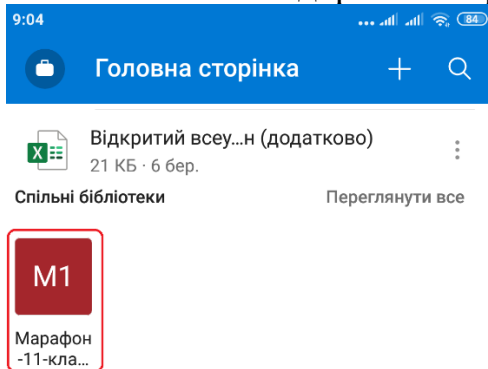 9:04
84
Головна сторінка
Відкритий всеу...н (додатково)
21 КБ · 6 бер.
Спільні бібліотеки Переглянути все
М1
Марафон
-11-кла...